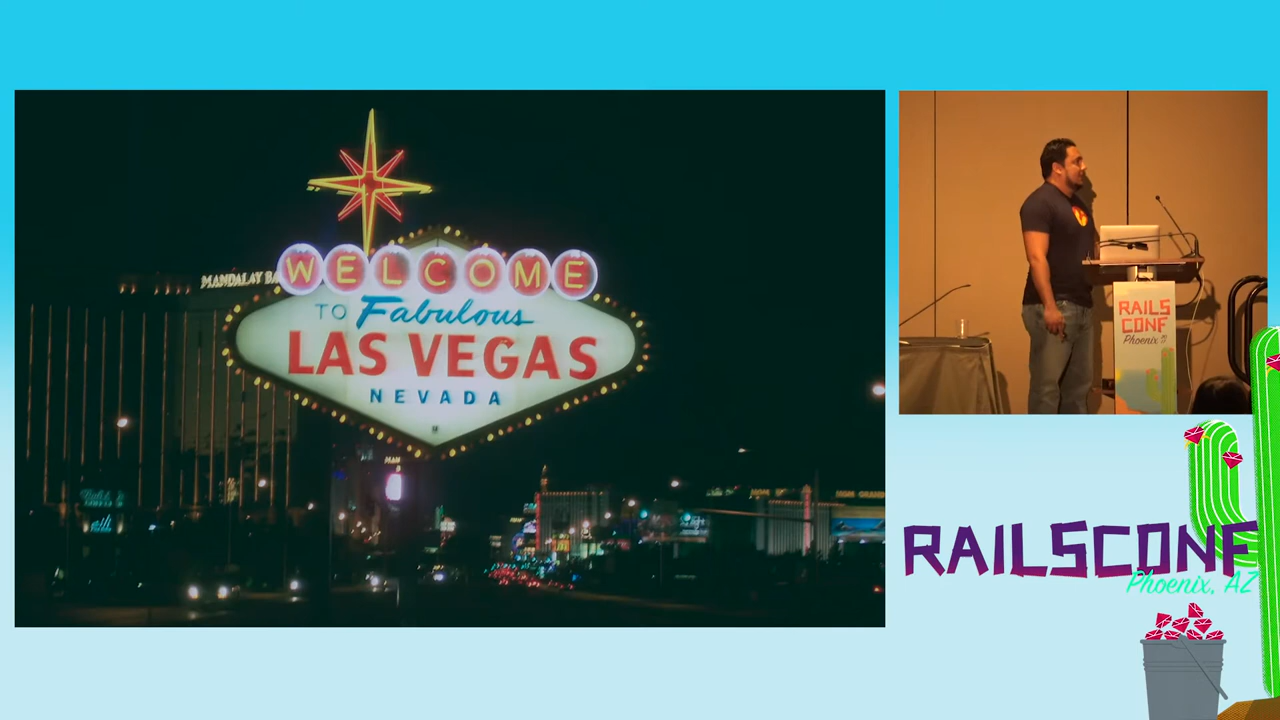 WELCOME
TO Fabulous
LAS VEGAS
NEVADA
MANDALAY BA
RAILS
CONF
Phoenix
RAILSCONF
Phoenix, AZ